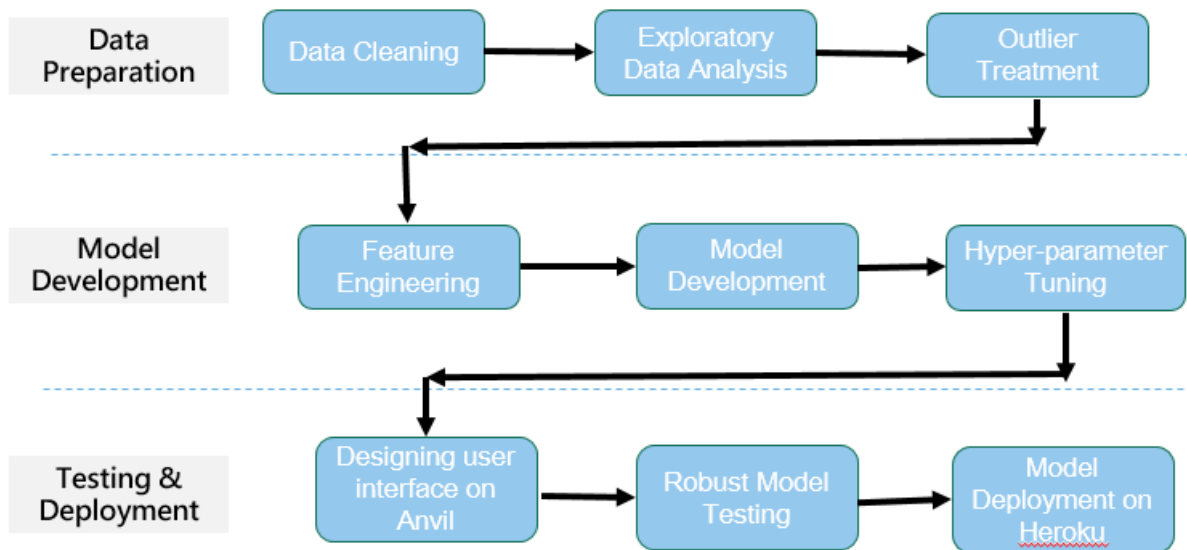 Data
Preparation
Data Cleaning
Exploratory
Data Analysis
Outlier
Treatment
Model
Development
Feature
Engineering
Model
Development
Hyper-parameter
Tuning
Testing &
Deployment
Designing user
interface on
Anvil
Robust Model
Testing
Model
Deployment on
Heroku